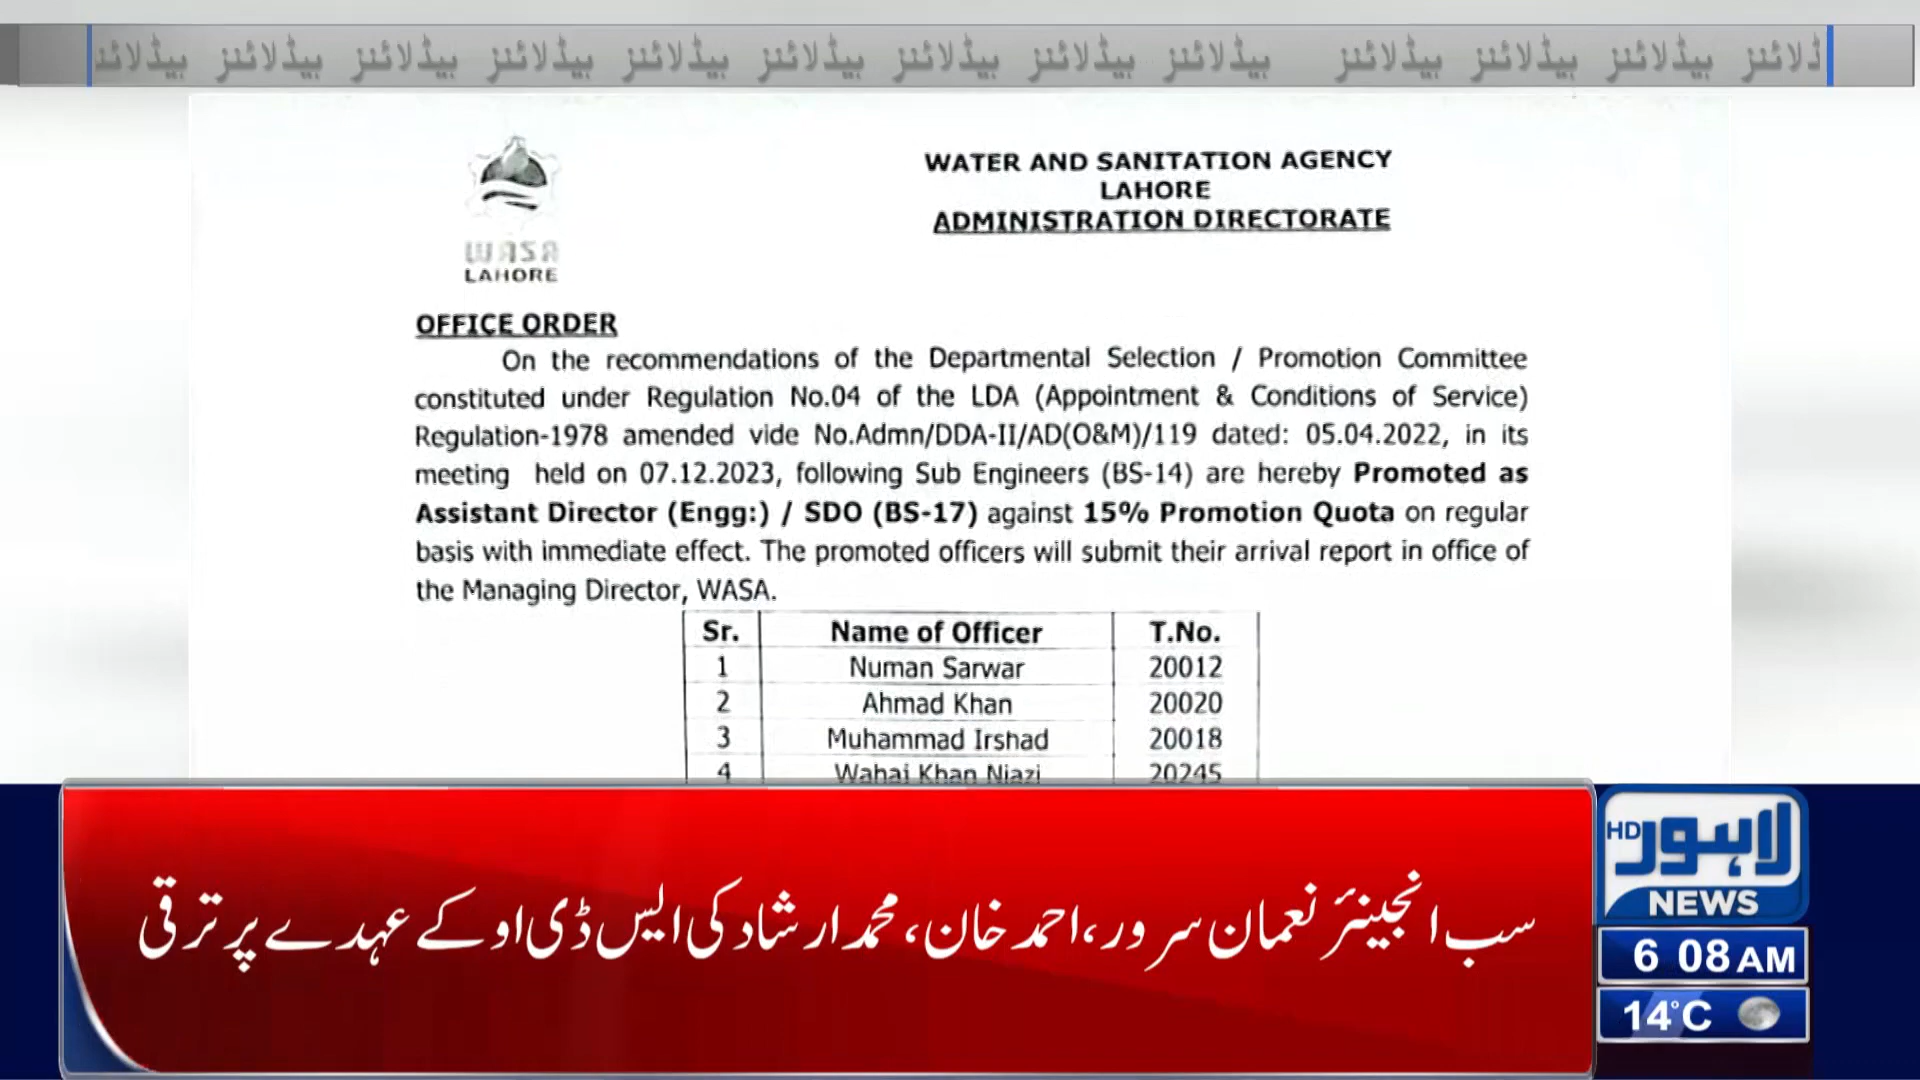 ہیڈلائنز ہیڈلائنز ہیڈلائنز ہیڈلائنز ہیڈلائنز ہیڈلائنز ہیڈلائنز ہیڈلائنز ہیڈلائنز ہیڈلائنز ہیڈلائنز
WATER AND SANITATION AGENCY
LAHORE
ADMINISTRATION DIRECTORATE
WASA
LAHORE
OFFICE ORDER
On the recommendations of the Departmental Selection / Promotion Committee
constituted under Regulation No.04 of the LDA (Appointment & Conditions of Service)
Regulation-1978 amended vide No.Admn/DDA-II/AD(O&M)/119 dated: 05.04.2022, in its
meeting held on 07.12.2023, following Sub Engineers (BS-14) are hereby Promoted as
Assistant Director (Engg:) / SDO (BS-17) against 15% Promotion Quota on regular
basis with immediate effect. The promoted officers will submit their arrival report in office of
the Managing Director, WASA.
Sr. Name of Officer T.No.
1 Numan Sarwar 20012
2 Ahmad Khan 20020
3 Muhammad Irshad 20018
4 Wahaj Khan Niazi 20245
سب انجینئر نعمان سرور، احمد خان، محمد ارشاد کی ایس ڈی او کے عہدے پر ترقی
لاہور HD
NEWS
6 08 AM
14°C